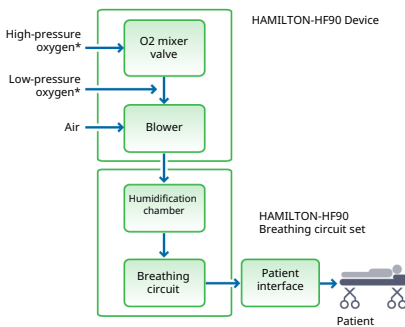 HAMILTON-HF90 Device
High-pressure
oxygen*
O2 mixer
valve
Low-pressure
oxygen*
Air
Blower
Humidification
chamber
HAMILTON-HF90
Breathing circuit set
Breathing
circuit
Patient
interface
Patient